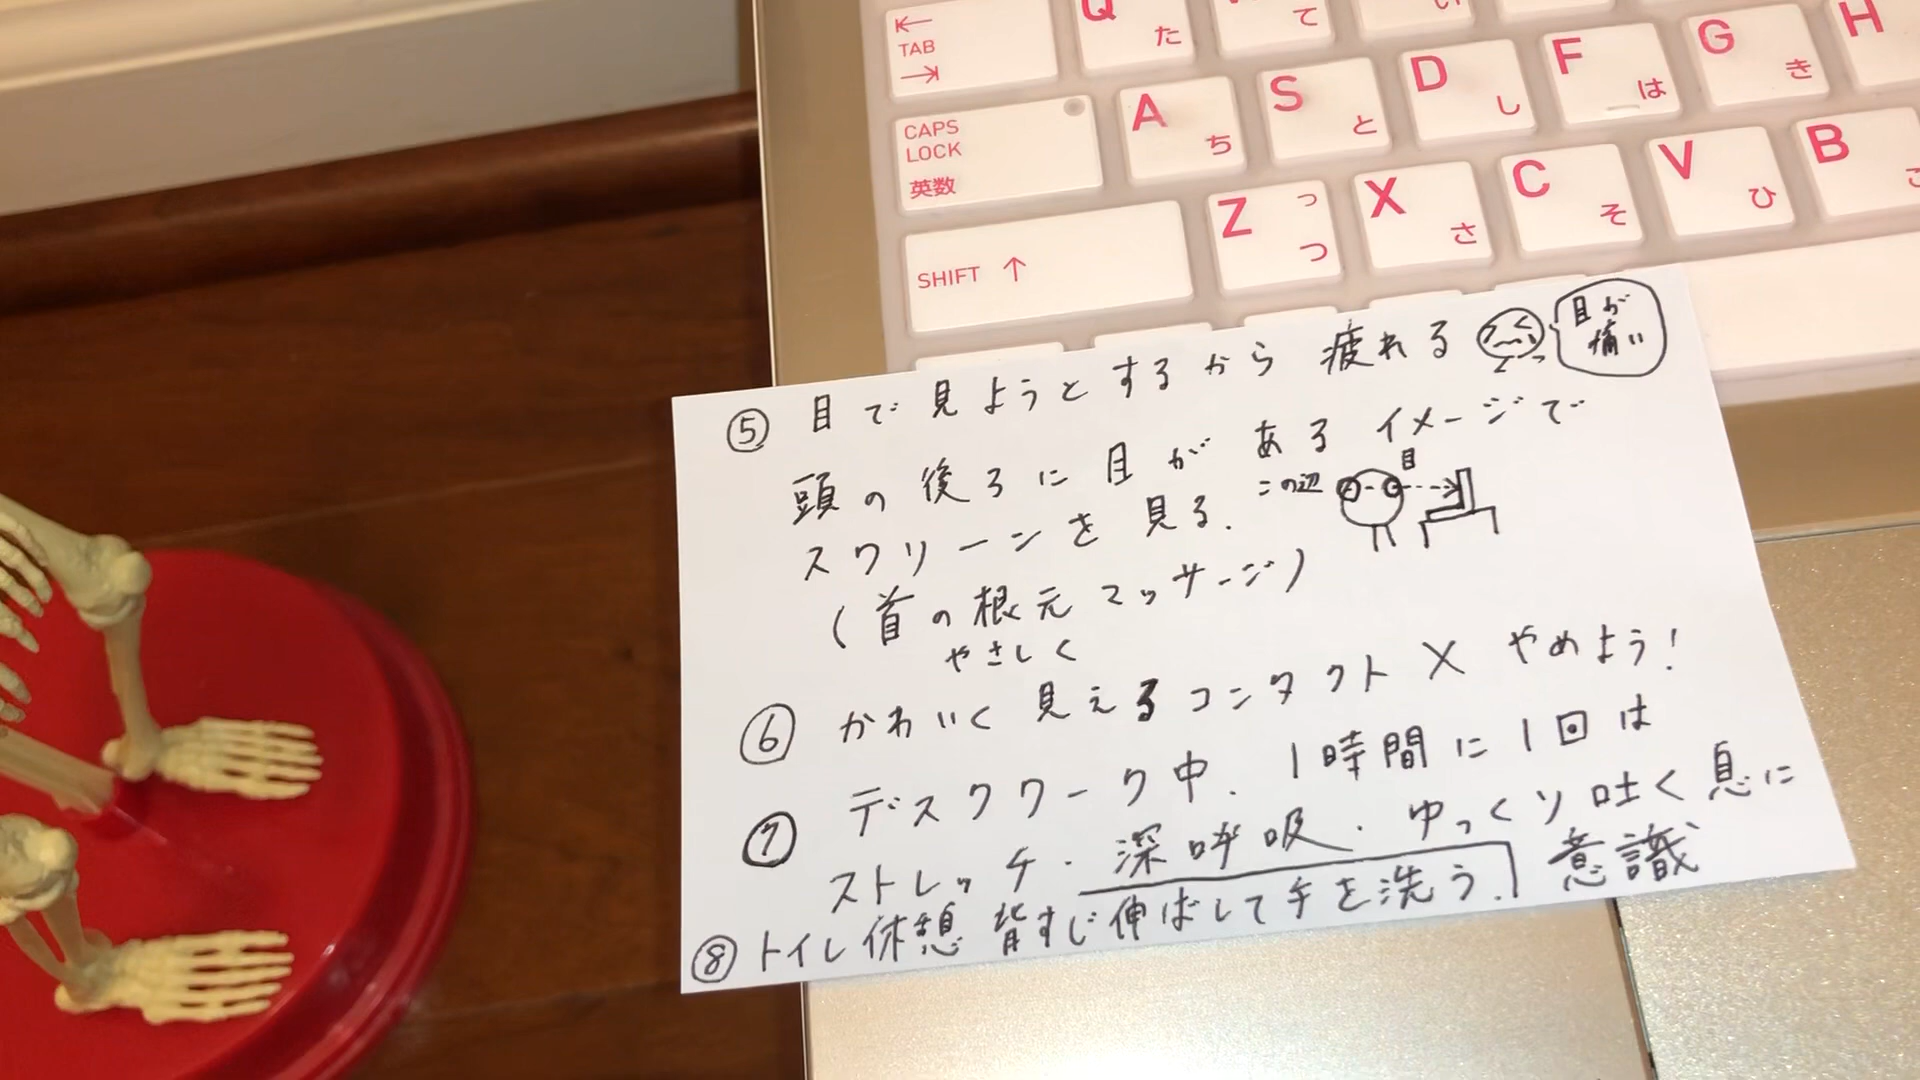 TAB
Q た
て
い
CAPS LOCK 英数
A ち
S と
D し
F は
G き
H
SHIFT ↑
Z っ つ
X さ
C そ
V ひ
B こ
⑤ 目で見ようとするから疲れる
目が痛い
頭の後ろに目があるイメージで
スクリーンを見る. この辺 目
(首の根元マッサージ)
やさしく
⑥ かわいく見えるコンタクト X やめよう!
⑦ デスクワーク中. 1時間に1回は
ストレッチ. 深呼吸. ゆっくり吐く息に
意識
⑧ トイレ休憩 背すじ伸ばして手を洗う.